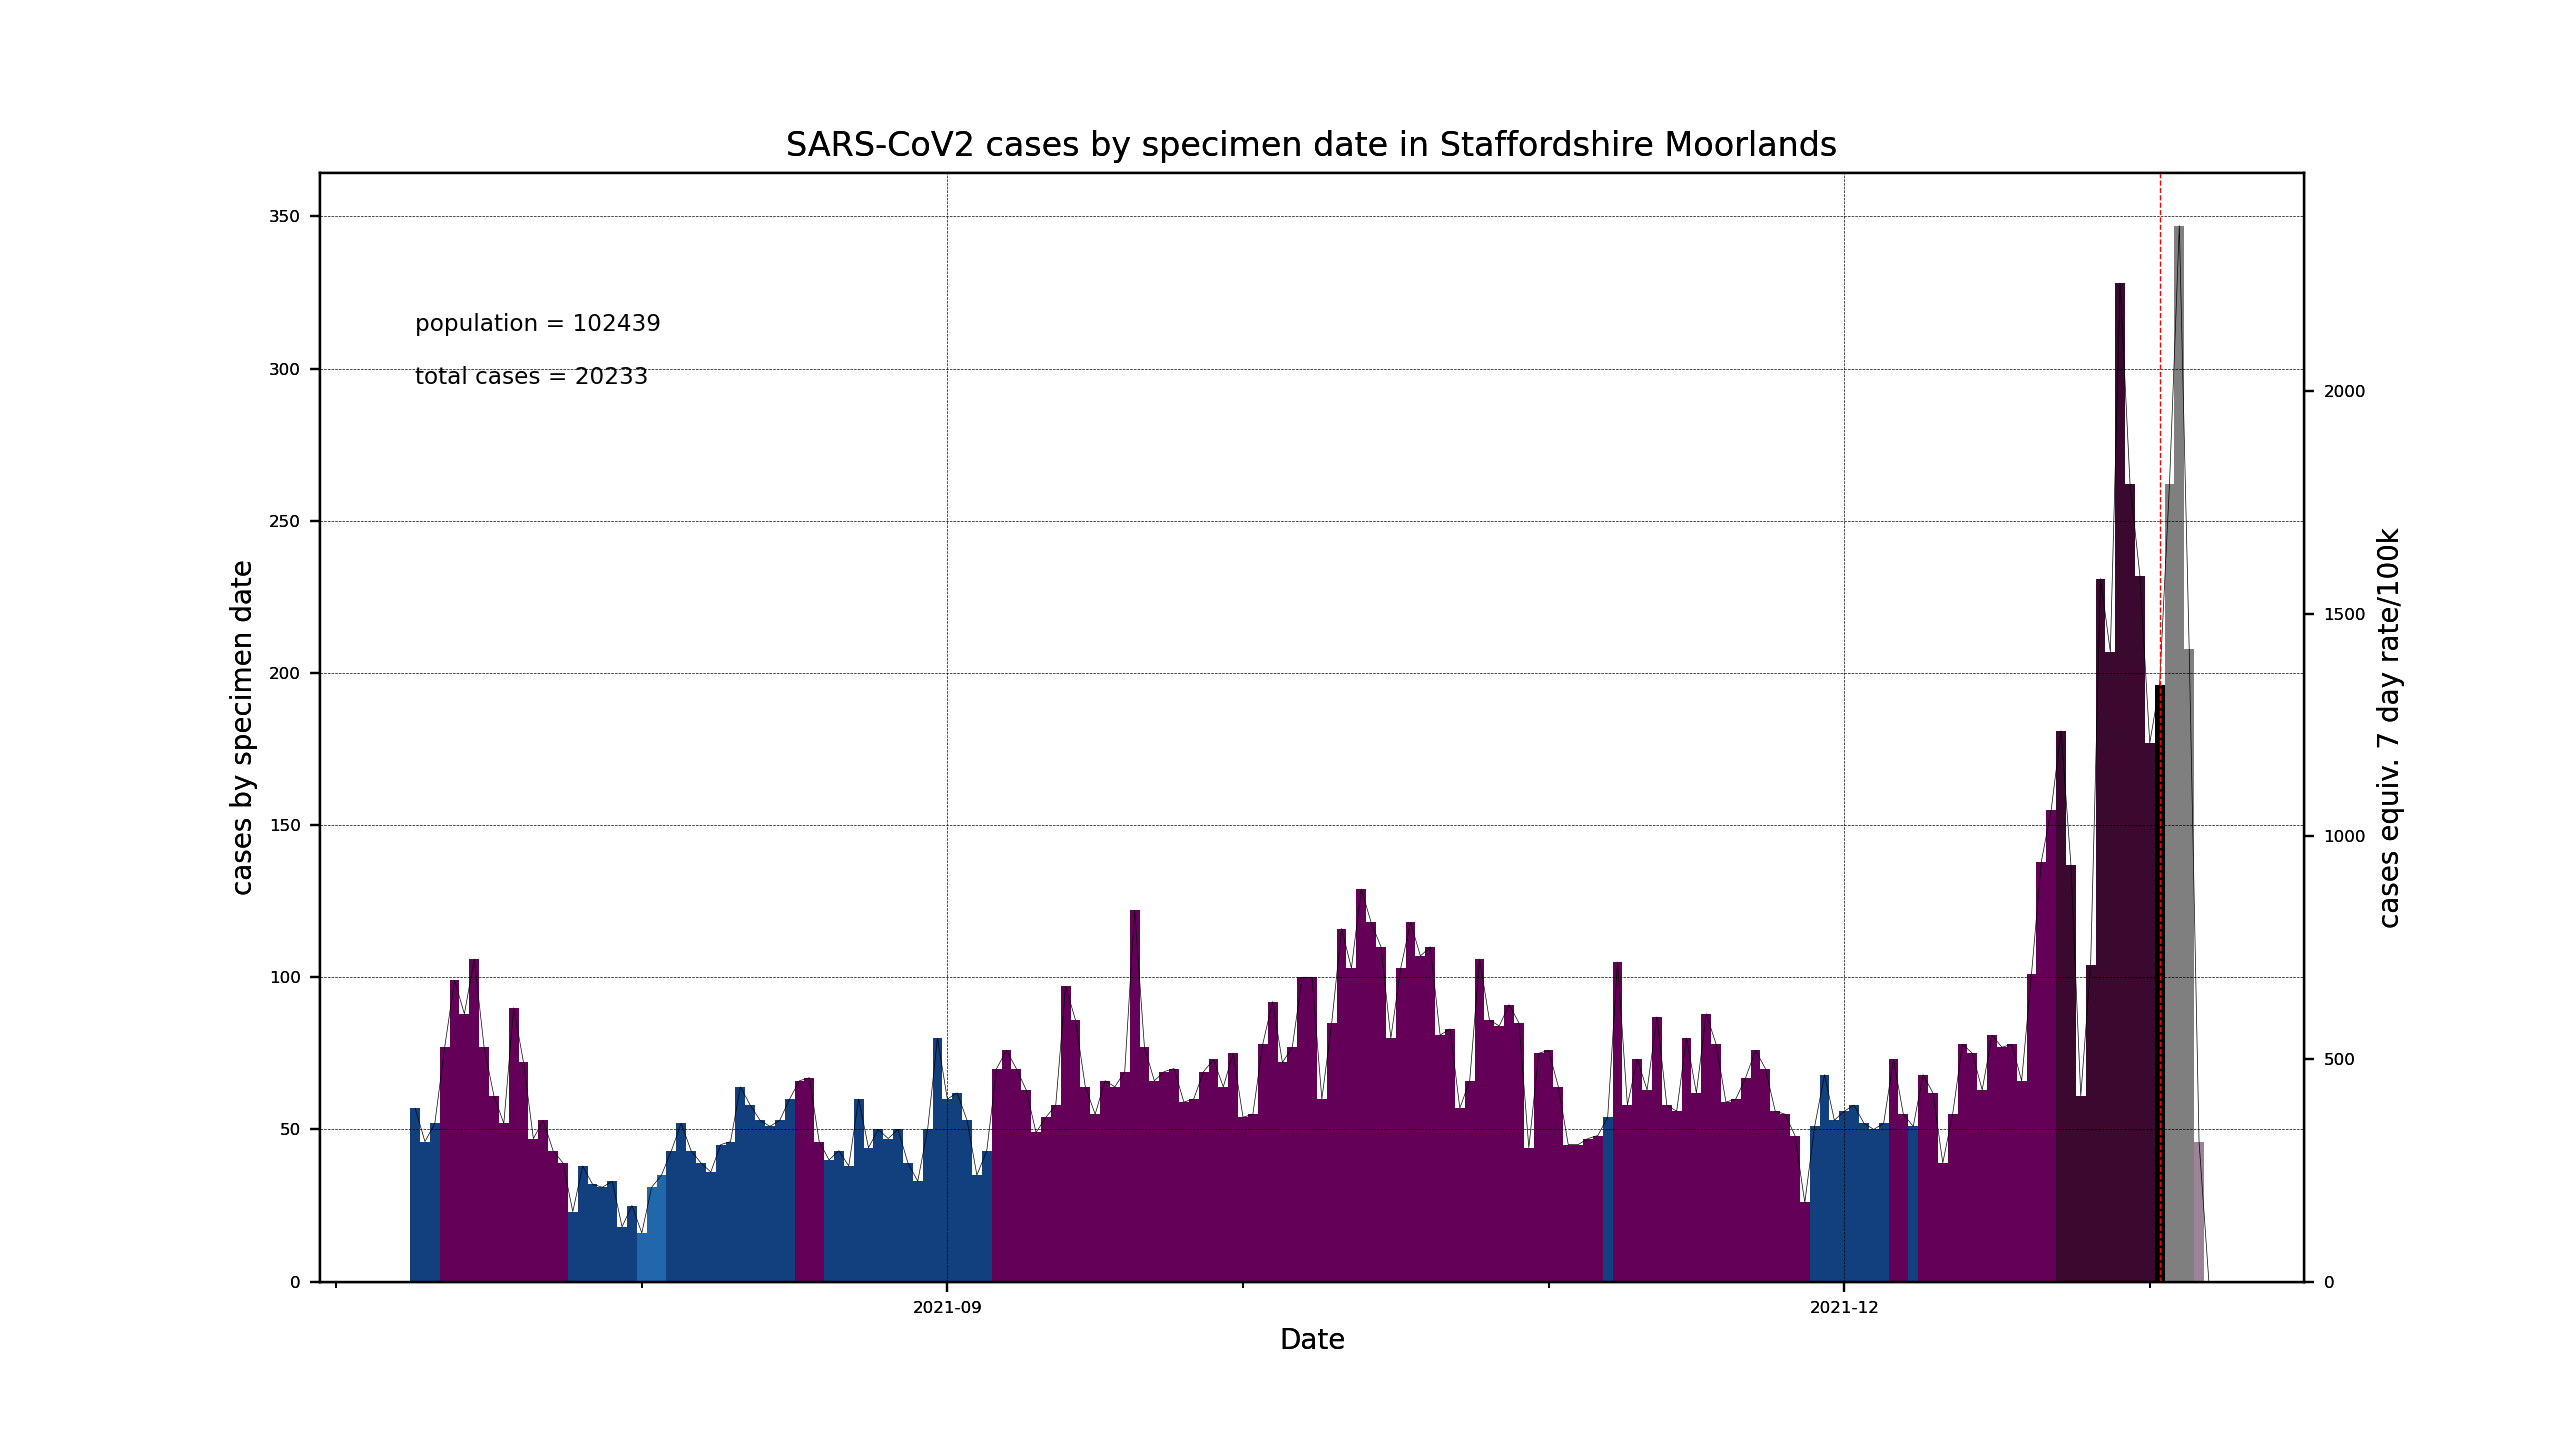 SARS-CoV2 cases by specimen date in Staffordshire Moorlands
350
300
250
200
150
100
50
0
cases by specimen date
population = 102439
total cases = 20233
2000
1500
1000
500
0
cases equiv. 7 day rate/100k
2021-09
2021-12
Date